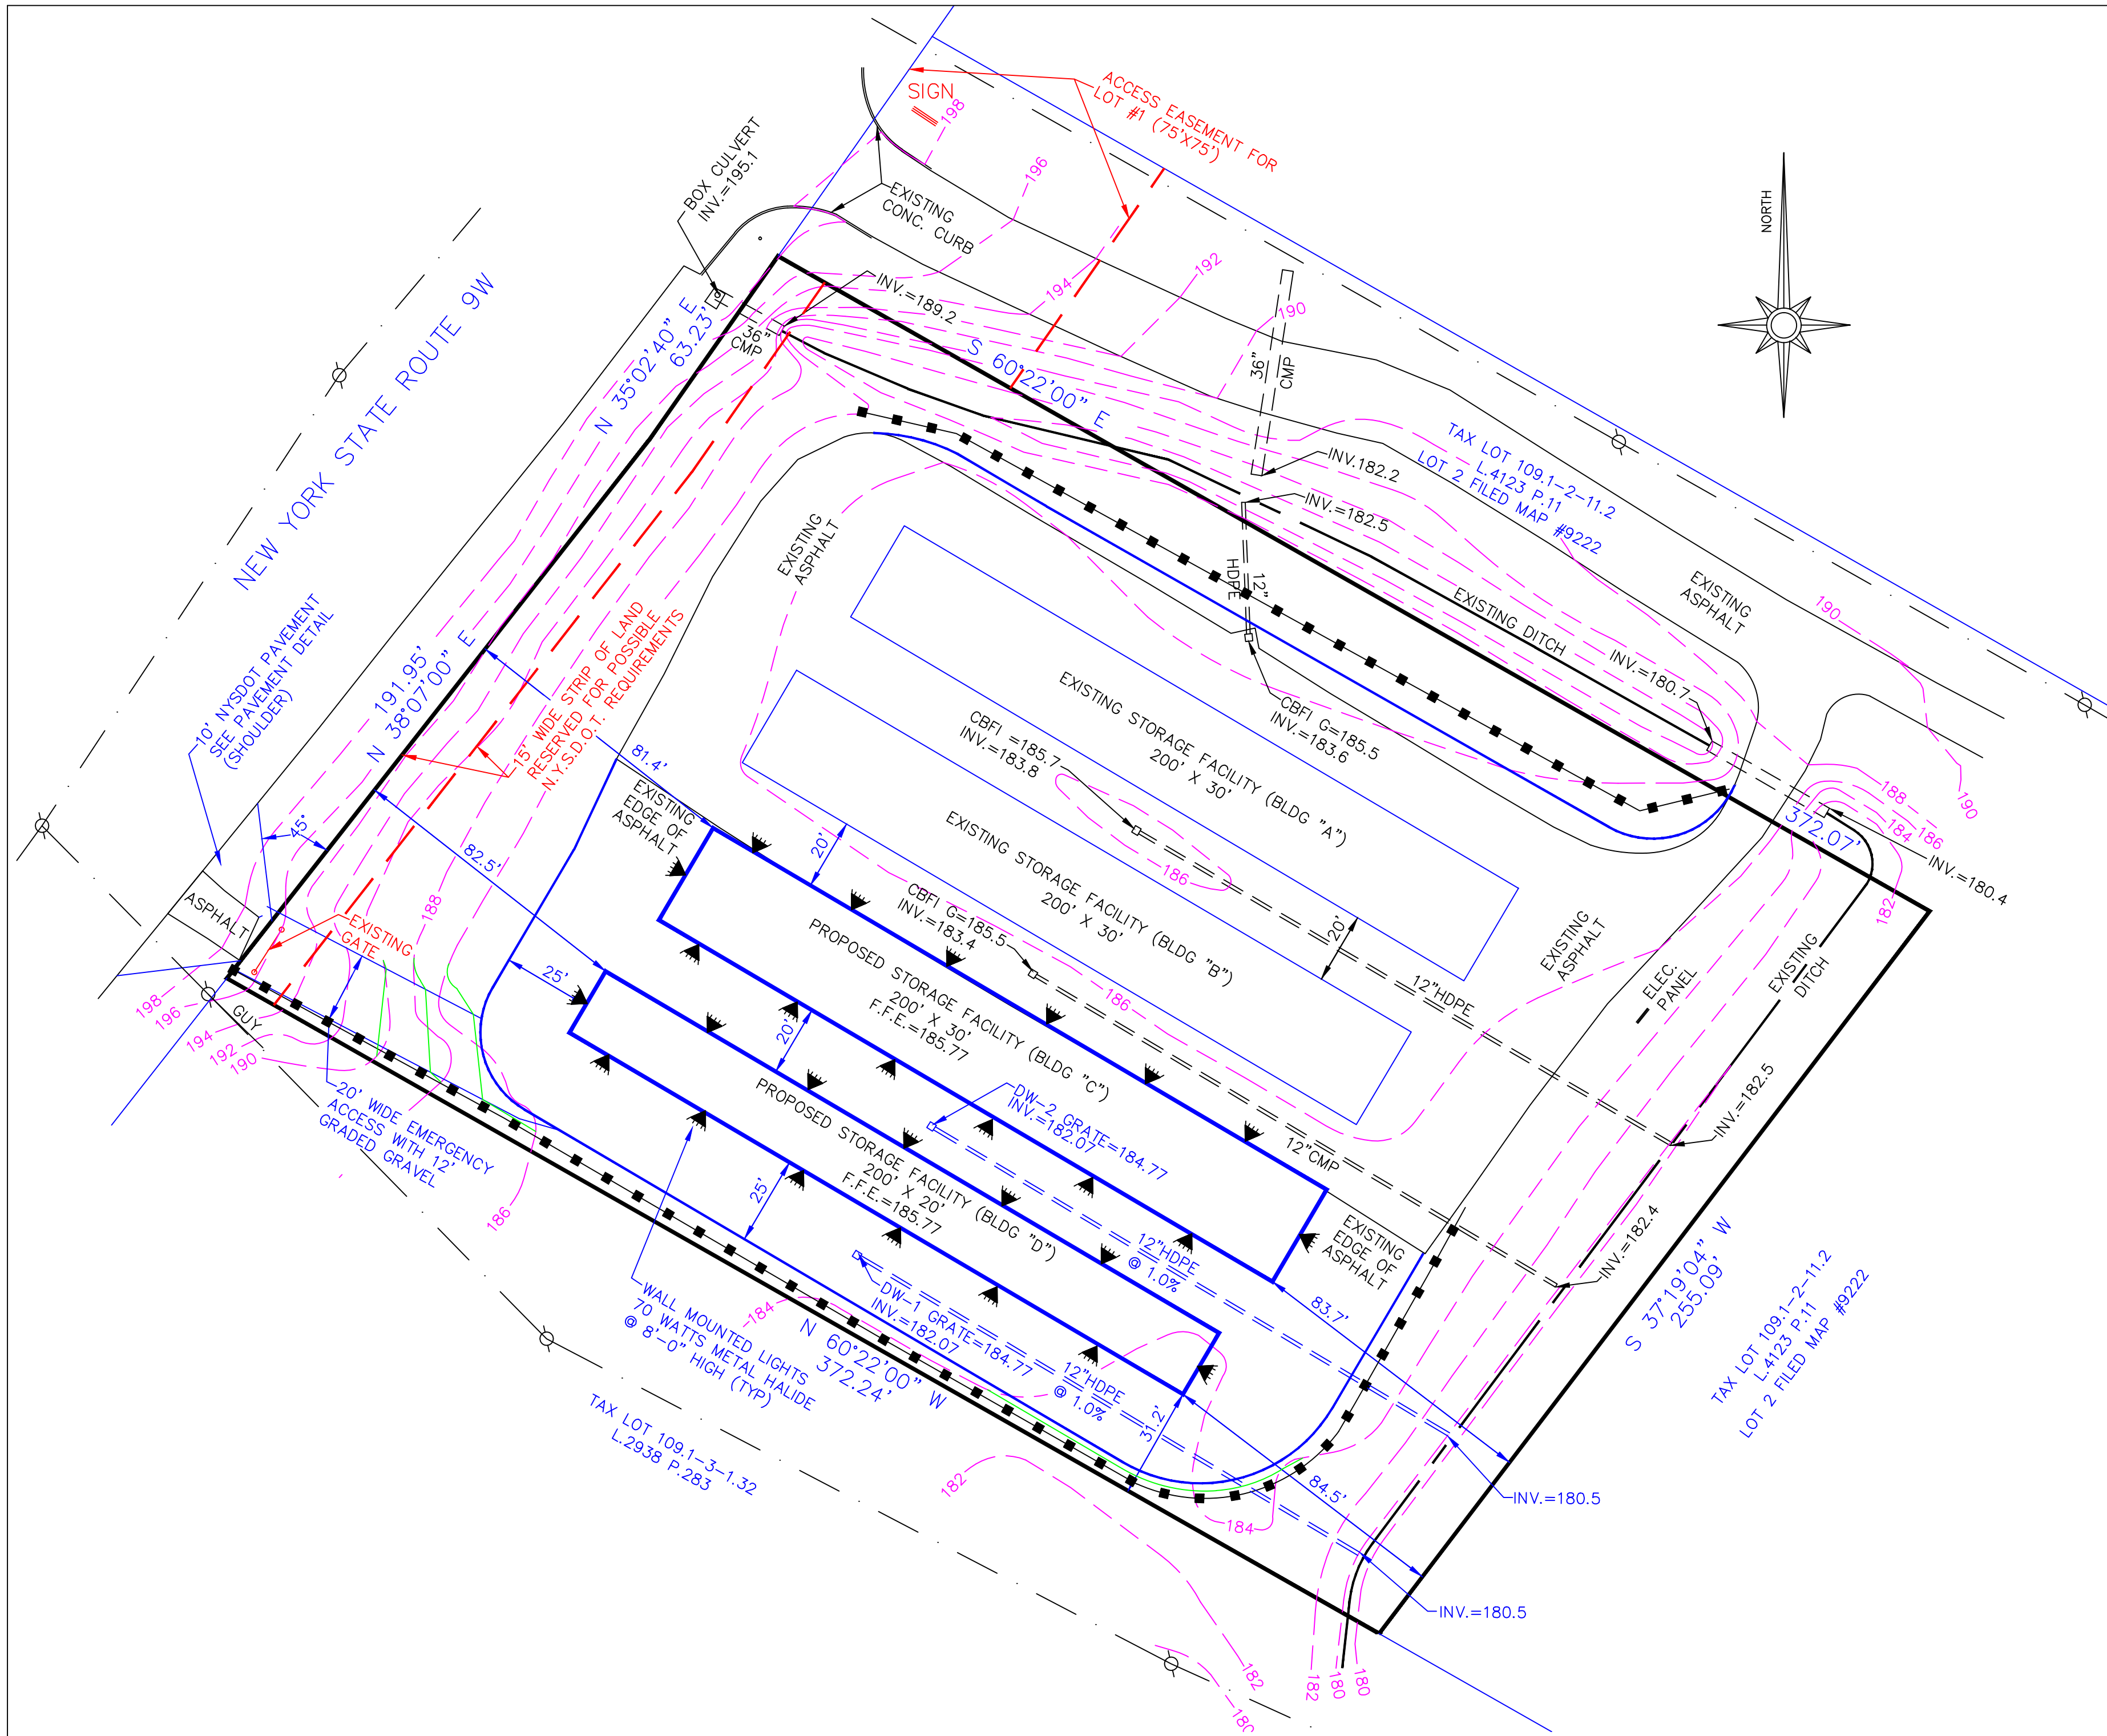 SIGN
198
ACCESS EASEMENT FOR
LOT #1 (75'X75')
196
BOX CULVERT
INV.=195.1
EXISTING
CONC. CURB
NORTH
192
194
190
INV.=189.2
36"
CMP
36"
CMP
N 35°02'40" E
63.23'
S 60°22'00" E
NEW YORK STATE ROUTE 9W
TAX LOT 109.1-2-11.2
L.4123 P.11
LOT 2 FILED MAP #9222
INV.182.2
INV.=182.5
12"
HDPE
EXISTING
ASPHALT
EXISTING DITCH
EXISTING
ASPHALT
190
INV.=180.7
10' NYSDOT PAVEMENT
SEE PAVEMENT DETAIL
(SHOULDER)
191.95'
N 38°07'00" E
15' WIDE STRIP OF LAND
RESERVED FOR POSSIBLE
N.Y.S.D.O.T. REQUIREMENTS
EXISTING STORAGE FACILITY (BLDG "A")
200' X 30'
CBFI G=185.5
INV.=183.6
CBFI =185.7
INV.=183.8
81.4'
EXISTING
EDGE OF
ASPHALT
82.5'
45°
20'
EXISTING STORAGE FACILITY (BLDG "B")
200' X 30'
186
188
190
186
184
372.07'
INV.=180.4
182
ASPHALT
EXISTING
GATE
188
CBFI G=185.5
INV.=183.4
20'
EXISTING
ASPHALT
ELEC.
PANEL
EXISTING
DITCH
12"HDPE
186
PROPOSED STORAGE FACILITY (BLDG "C")
200' X 30'
F.F.E.=185.77
25'
20'
198
196
194
192
190
GUY
20' WIDE EMERGENCY
ACCESS WITH 12'
GRADED GRAVEL
186
PROPOSED STORAGE FACILITY (BLDG "D")
200' X 20'
F.F.E.=185.77
DW-2 GRATE=184.77
INV.=182.07
12"CMP
INV.=182.5
INV.=182.4
25'
12"HDPE
@ 1.0%
EXISTING
EDGE OF
ASPHALT
WALL MOUNTED LIGHTS
70 WATTS METAL HALIDE
@ 8'-0" HIGH (TYP)
184
DW-1 GRATE=184.77
INV.=182.07
12"HDPE
@ 1.0%
83.7'
S 37°19'04" W
255.09'
TAX LOT 109.1-2-11.2
L.4123 P.11
LOT 2 FILED MAP #9222
N 60°22'00" W
372.24'
TAX LOT 109.1-3-1.32
L.2938 P.283
31.2'
84.5'
182
184
INV.=180.5
INV.=180.5
182
180
182
180
180